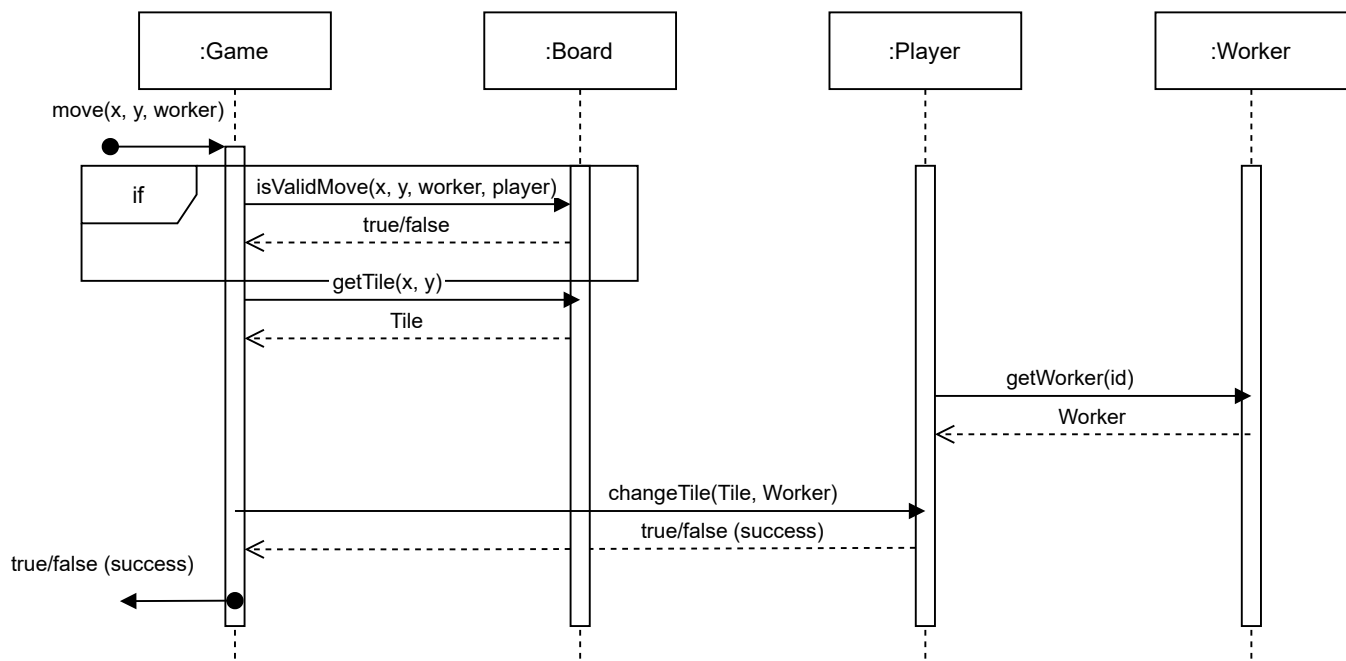 :Game
:Board
:Player
:Worker
move(x, y, worker)
if
isValidMove(x, y, worker, player)
true/false
getTile(x, y)
Tile
getWorker(id)
Worker
changeTile(Tile, Worker)
true/false (success)
true/false (success)